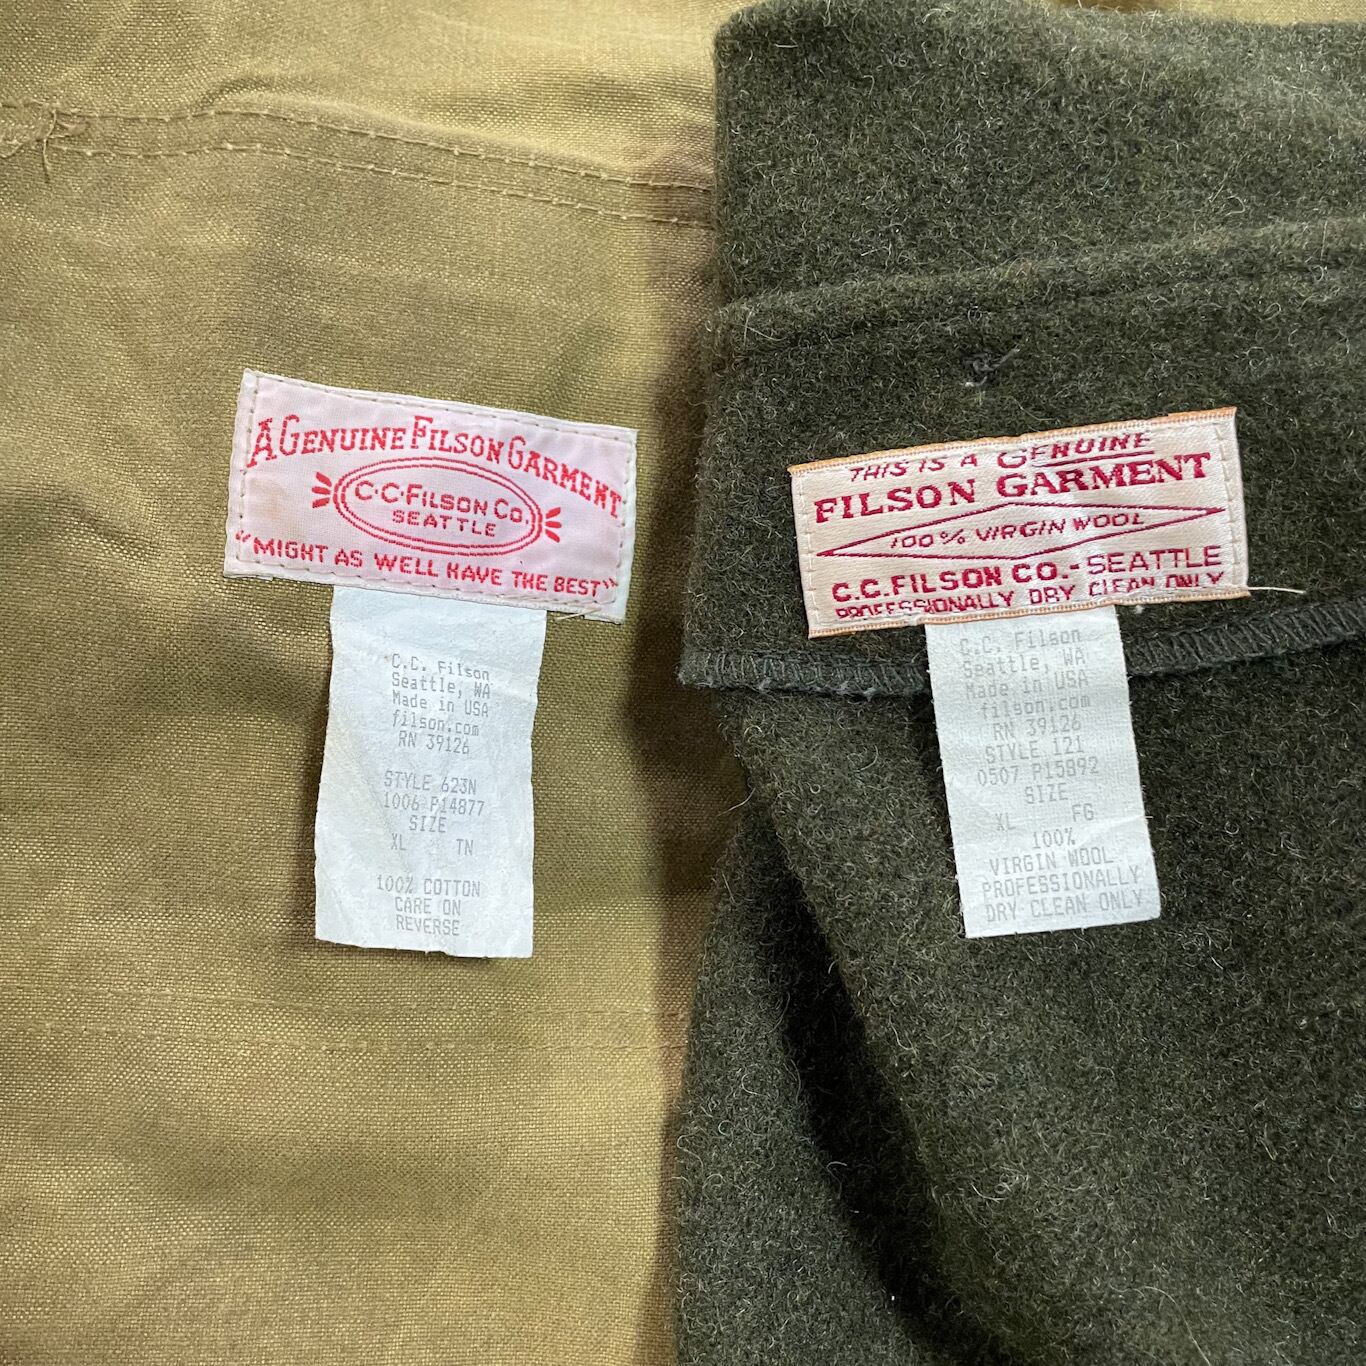 A GENUINE FILSON GARMENT
C·C·FILSON CO.
SEATTLE
"MIGHT AS WELL HAVE THE BEST"
C.C. Filson
Seattle, WA
Made in USA
filson.com
RN 39126
STYLE 623N
1006 P14877
SIZE
XL TN
100% COTTON
CARE ON
REVERSE
THIS IS A GENUINE
FILSON GARMENT
100% VIRGIN WOOL
C.C. FILSON CO.-SEATTLE
PROFESSIONALLY DRY CLEAN ONLY
C.C. Filson
Seattle, WA
Made in USA
filson.com
RN 39126
STYLE 121
0507 P15892
SIZE
XL FG
100%
VIRGIN WOOL
PROFESSIONALLY
DRY CLEAN ONLY